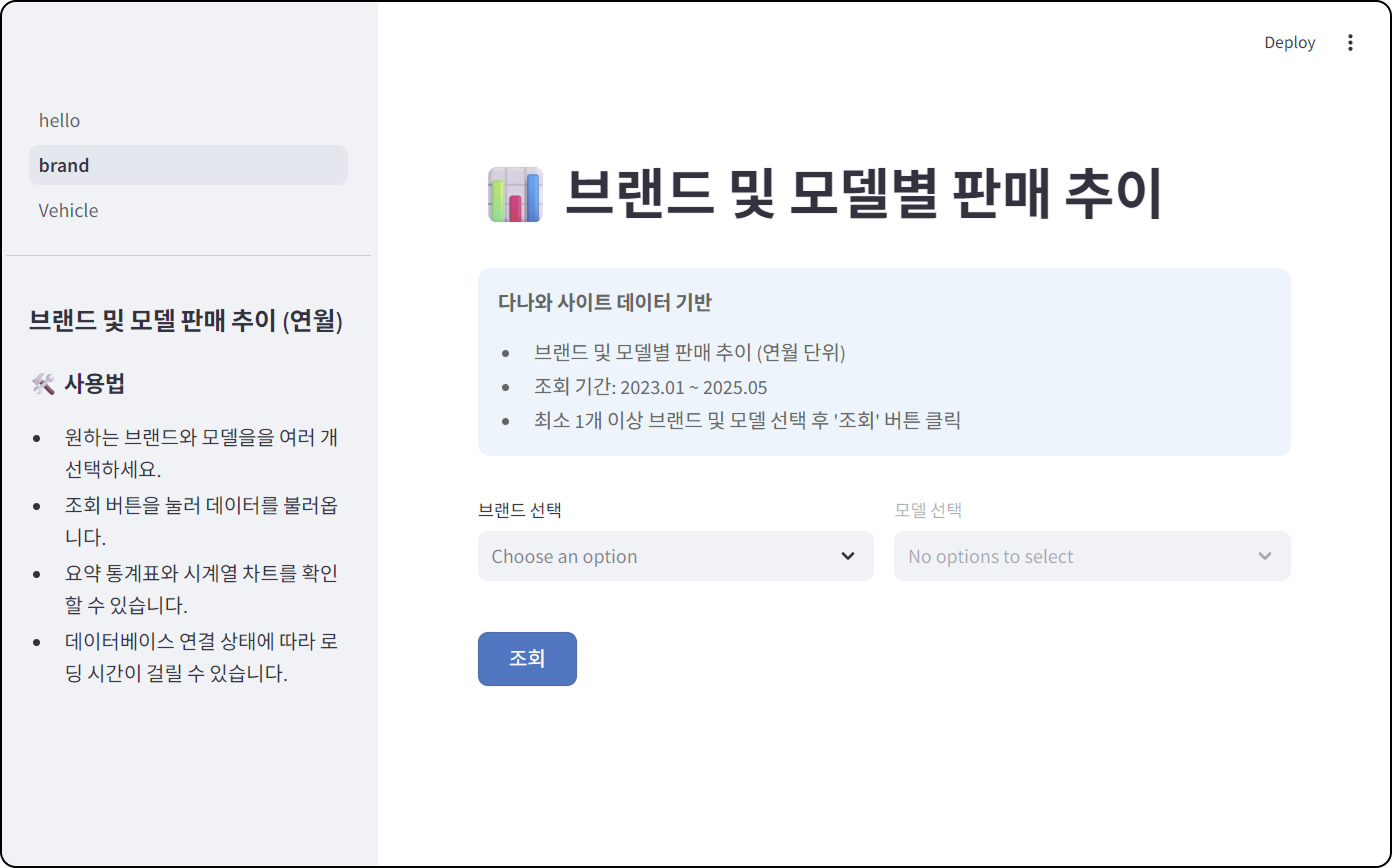 Deploy
hello
brand
Vehicle
브랜드 및 모델 판매 추이 (연월)
🛠️ 사용법
• 원하는 브랜드와 모델을을 여러 개
선택하세요.
• 조회 버튼을 눌러 데이터를 불러옵
니다.
• 요약 통계표와 시계열 차트를 확인
할 수 있습니다.
• 데이터베이스 연결 상태에 따라 로
딩 시간이 걸릴 수 있습니다.
📊 브랜드 및 모델별 판매 추이
다나와 사이트 데이터 기반
• 브랜드 및 모델별 판매 추이 (연월 단위)
• 조회 기간: 2023.01 ~ 2025.05
• 최소 1개 이상 브랜드 및 모델 선택 후 '조회' 버튼 클릭
브랜드 선택
Choose an option
모델 선택
No options to select
조회